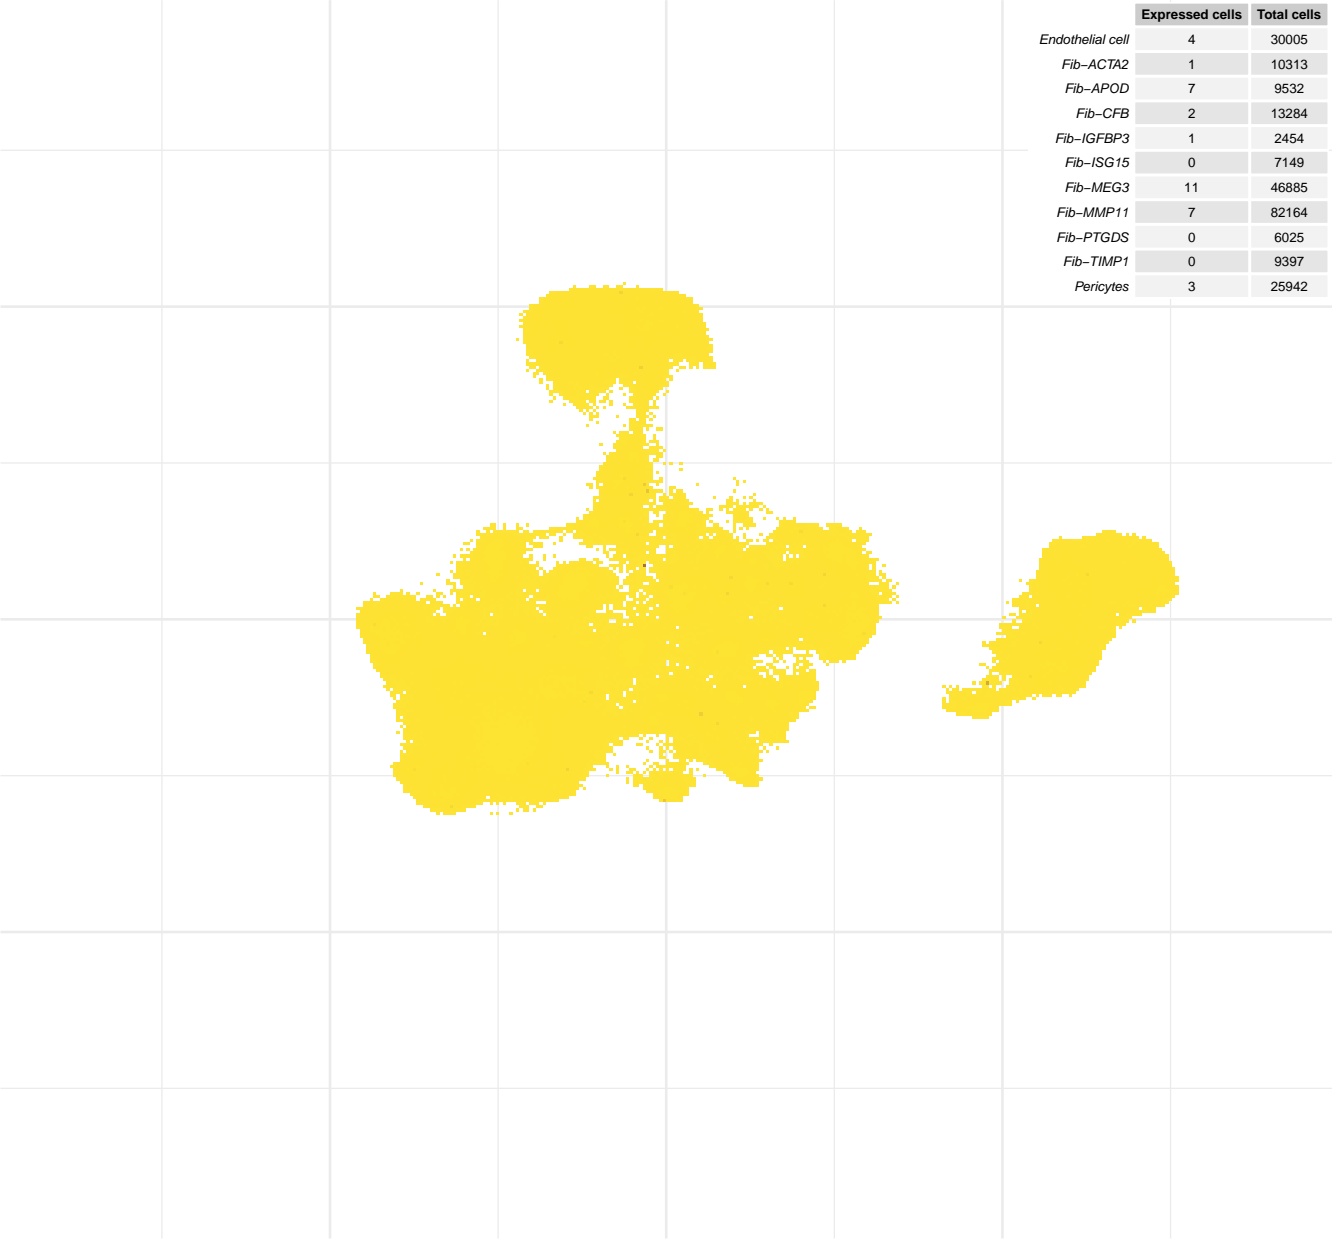 Expressed cells Total cells
Endothelial cell 4 30005
Fib−ACTA2 1 10313
Fib−APOD 7 9532
Fib−CFB 2 13284
Fib−IGFBP3 1 2454
Fib−ISG15 0 7149
Fib−MEG3 11 46885
Fib−MMP11 7 82164
Fib−PTGDS 0 6025
Fib−TIMP1 0 9397
Pericytes 3 25942